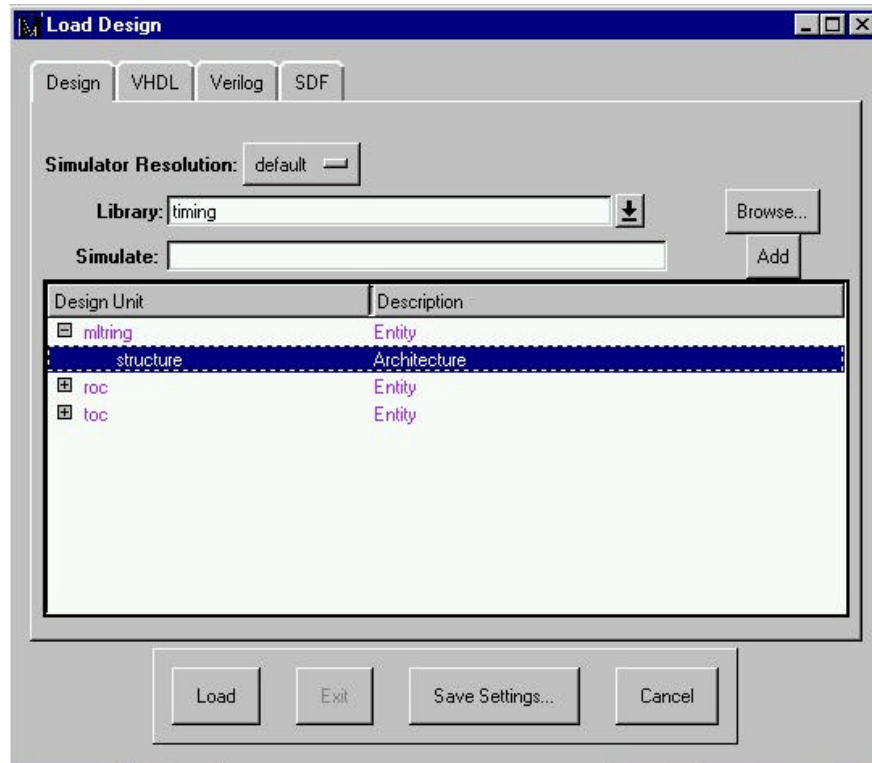 Load Design
Design VHDL Verilog SDF
Simulator Resolution: default
Library: timing Browse...
Simulate: Add
Design Unit Description
mltring Entity
structure Architecture
roc Entity
toc Entity
Load Exit Save Settings... Cancel